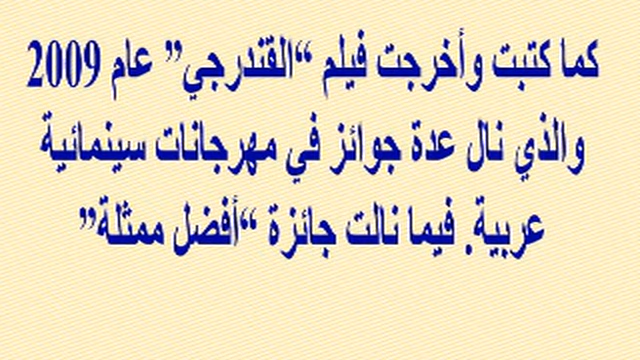 كما كتبت وأخرجت فيلم “القندرجي” عام 2009
والذي نال عدة جوائز في مهرجانات سينمائية
عربية. فيما نالت جائزة “أفضل ممثلة”